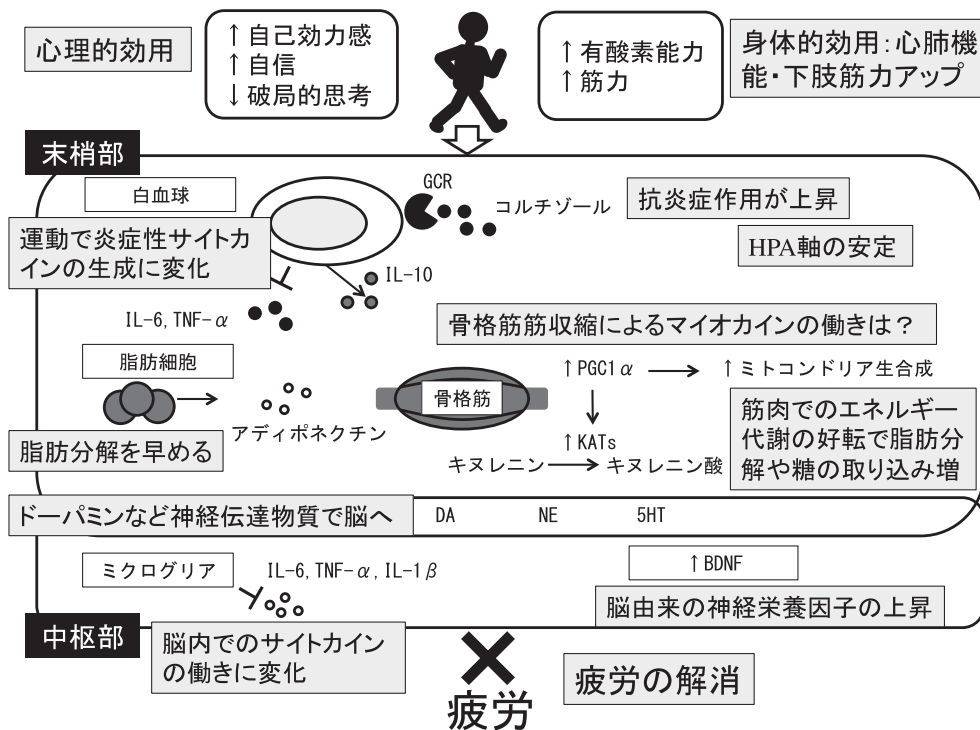 心理的効用
↑自己効力感
↑自信
↓破局的思考
↑有酸素能力
↑筋力
身体的効用：心肺機
能・下肢筋力アップ
末梢部
白血球
GCR
コルチゾール
抗炎症作用が上昇
運動で炎症性サイトカ
インの生成に変化
HPA軸の安定
IL-10
IL-6, TNF-α
骨格筋筋収縮によるマイオカインの働きは？
脂肪細胞
↑PGC1α
↑ミトコンドリア生合成
骨格筋
アディポネクチン
脂肪分解を早める
↑KATs
キヌレニン
キヌレニン酸
筋肉でのエネルギー
代謝の好転で脂肪分
解や糖の取り込み増
ドーパミンなど神経伝達物質で脳へ
DA
NE
5HT
ミクログリア
IL-6, TNF-α, IL-1β
↑BDNF
脳由来の神経栄養因子の上昇
中枢部
脳内でのサイトカイン
の働きに変化
疲労
疲労の解消